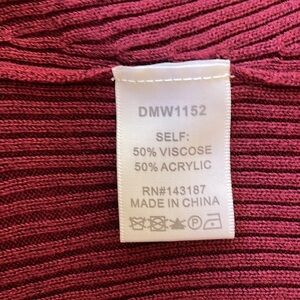 DMW1152
SELF:
50% VISCOSE
50% ACRYLIC
RN#143187
MADE IN CHINA
P